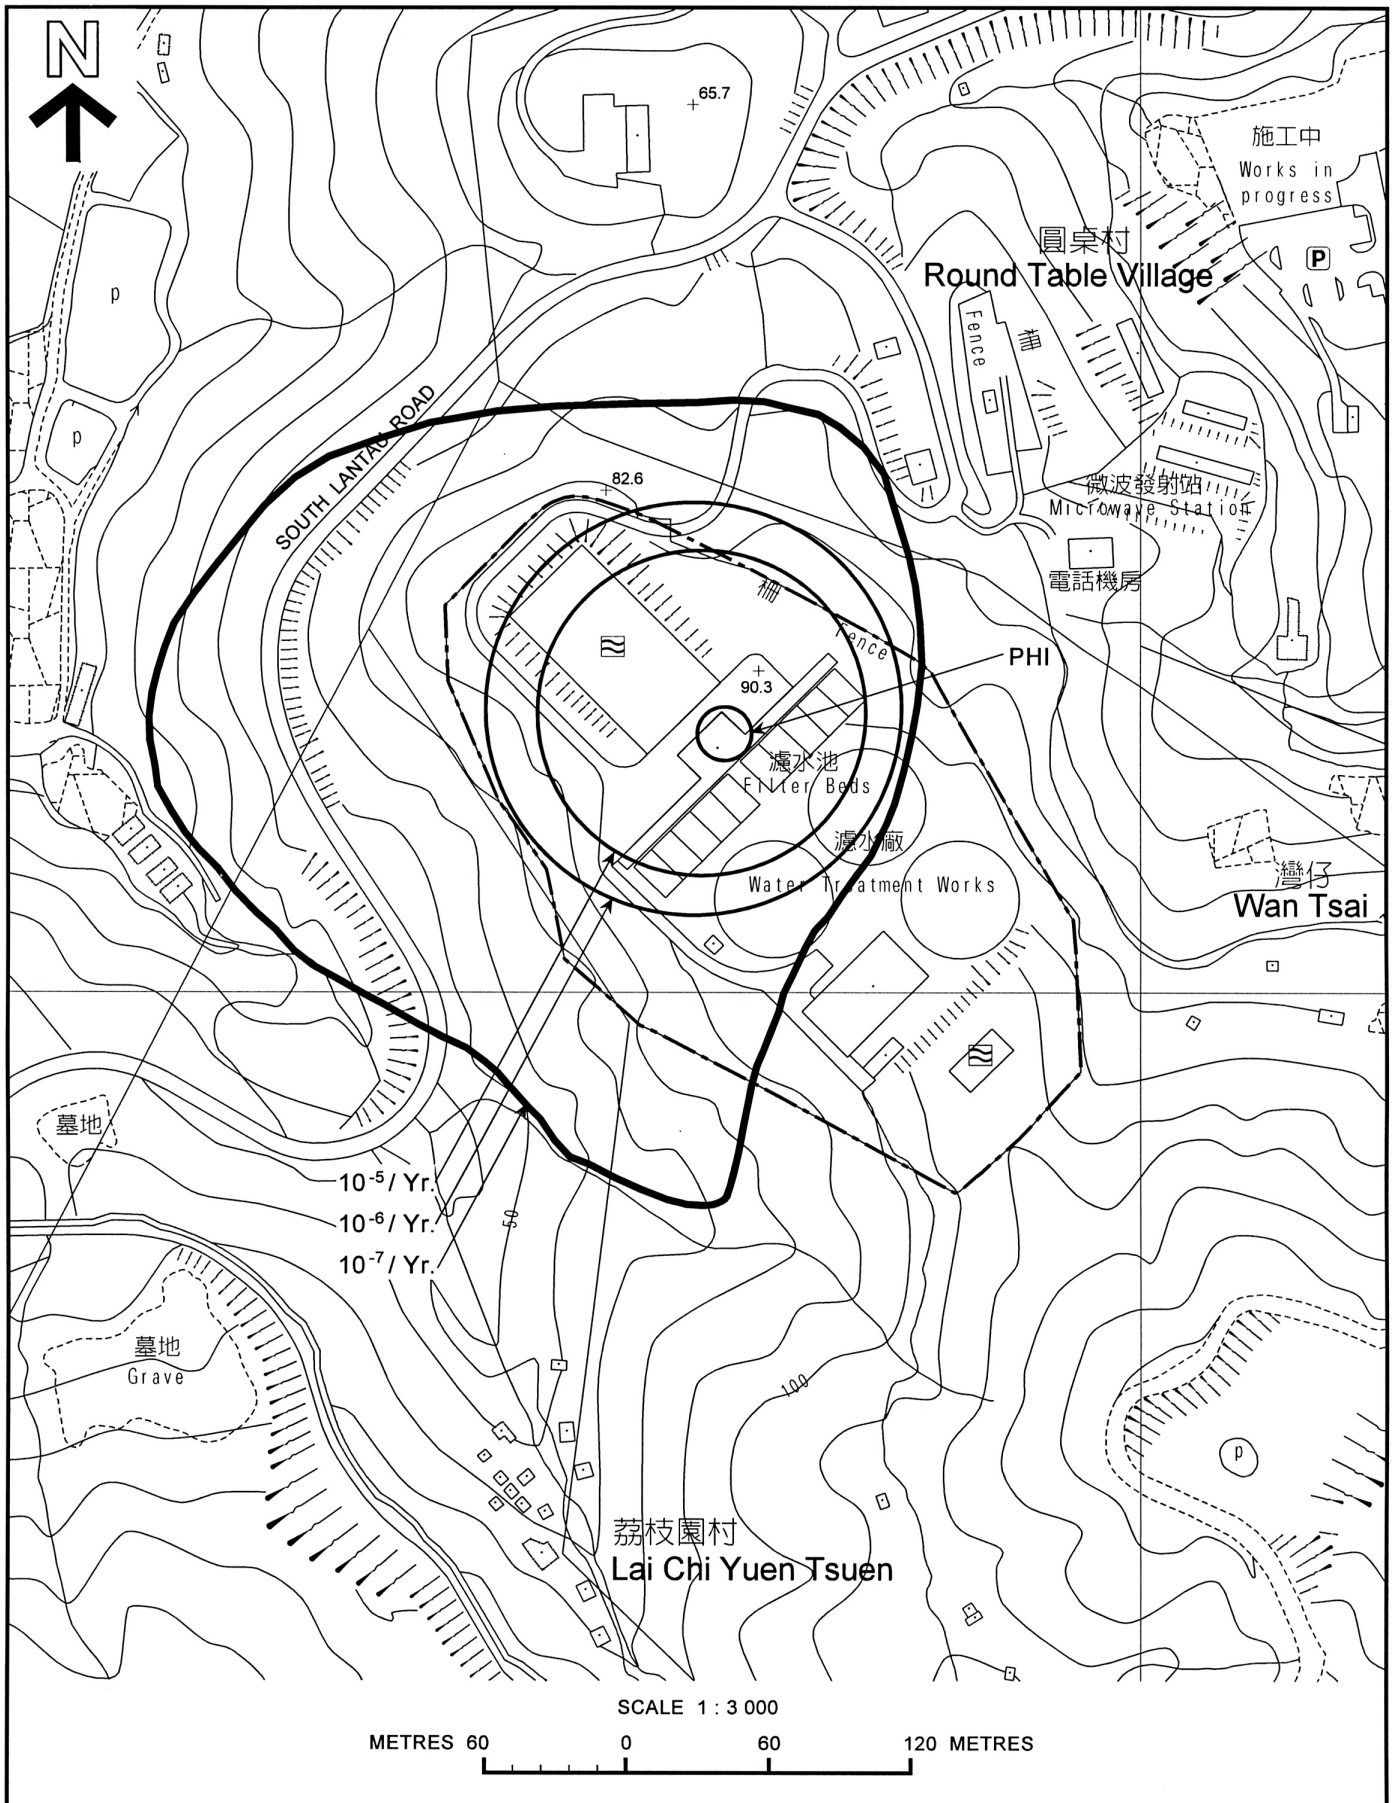 N
65.7
施工中
Works in
progress
圓桌村
Round Table Village
P
p
Fence
柵
p
SOUTH LANTAU ROAD
82.6
微波發射站
Microwave Station
電話機房
柵
Fence
PHI
90.3
濾水池
Filter Beds
濾水廠
Water Treatment Works
灣仔
Wan Tsai
墓地
10⁻⁵ / Yr.
10⁻⁶ / Yr.
10⁻⁷ / Yr.
50
墓地
Grave
100
p
荔枝園村
Lai Chi Yuen Tsuen
SCALE 1 : 3 000
METRES 60 0 60 120 METRES